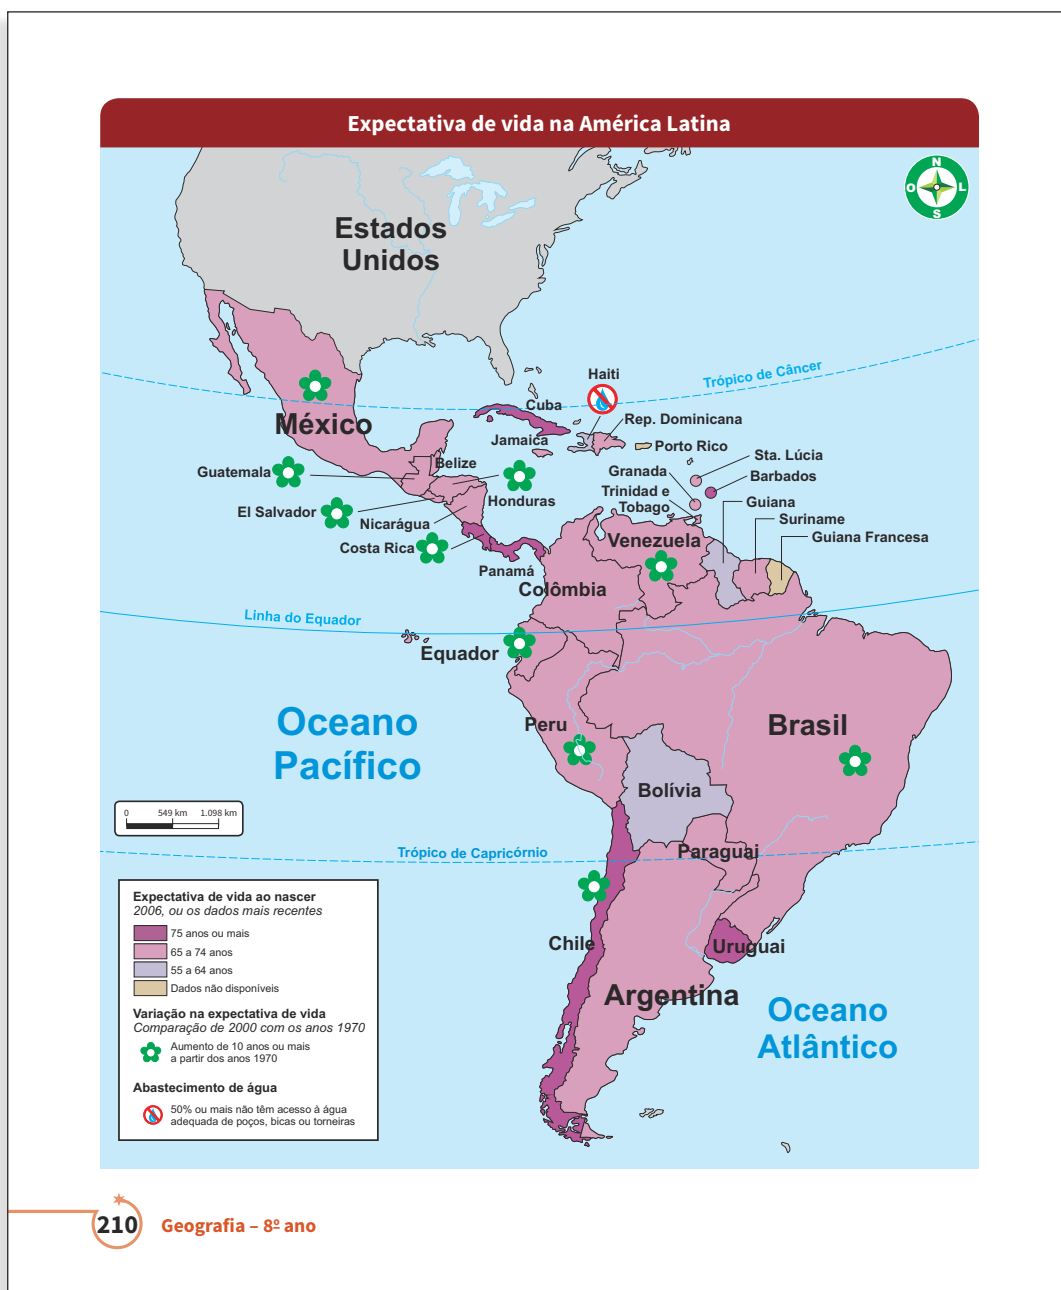 Expectativa de vida na América Latina
N
O
L
S
Estados
Unidos
Trópico de Câncer
Haiti
Cuba
México
Rep. Dominicana
Jamaica
Porto Rico
Belize
Sta. Lúcia
Guatemala
Granada
Barbados
Trinidad e
Tobago
Honduras
Guiana
El Salvador
Suriname
Nicarágua
Guiana Francesa
Costa Rica
Venezuela
Panamá
Colômbia
Linha do Equador
Equador
Oceano
Pacífico
Peru
Brasil
Bolívia
0 549 km 1.098 km
Trópico de Capricórnio
Paraguai
Chile
Uruguai
Argentina
Oceano
Atlântico
Expectativa de vida ao nascer
2006, ou os dados mais recentes
75 anos ou mais
65 a 74 anos
55 a 64 anos
Dados não disponíveis
Variação na expectativa de vida
Comparação de 2000 com os anos 1970
Aumento de 10 anos ou mais
a partir dos anos 1970
Abastecimento de água
50% ou mais não têm acesso à água
adequada de poços, bicas ou torneiras
210
Geografia – 8º ano